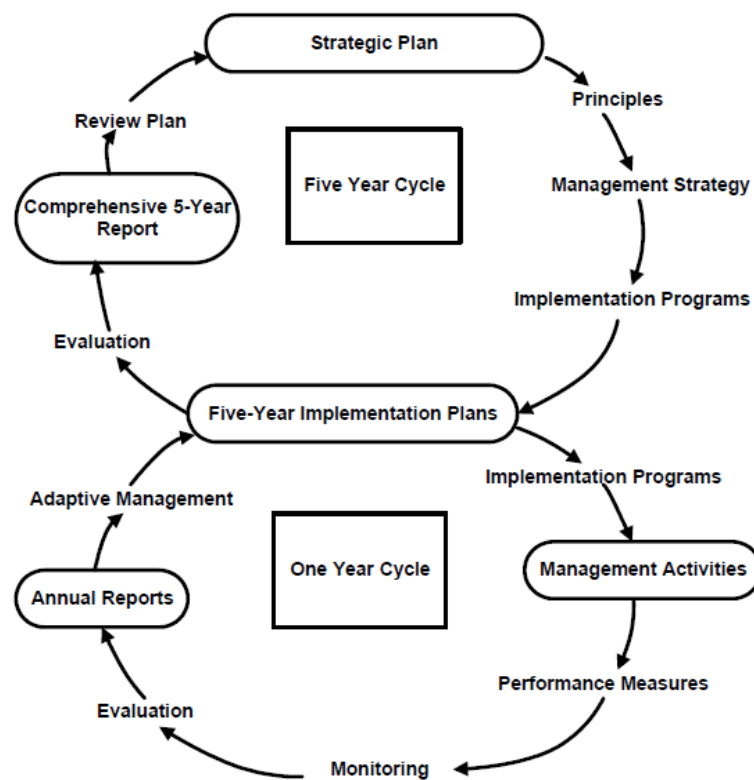 Strategic Plan
Principles
Review Plan
Five Year Cycle
Management Strategy
Comprehensive 5-Year
Report
Implementation Programs
Evaluation
Five-Year Implementation Plans
Implementation Programs
Adaptive Management
One Year Cycle
Management Activities
Annual Reports
Performance Measures
Evaluation
Monitoring